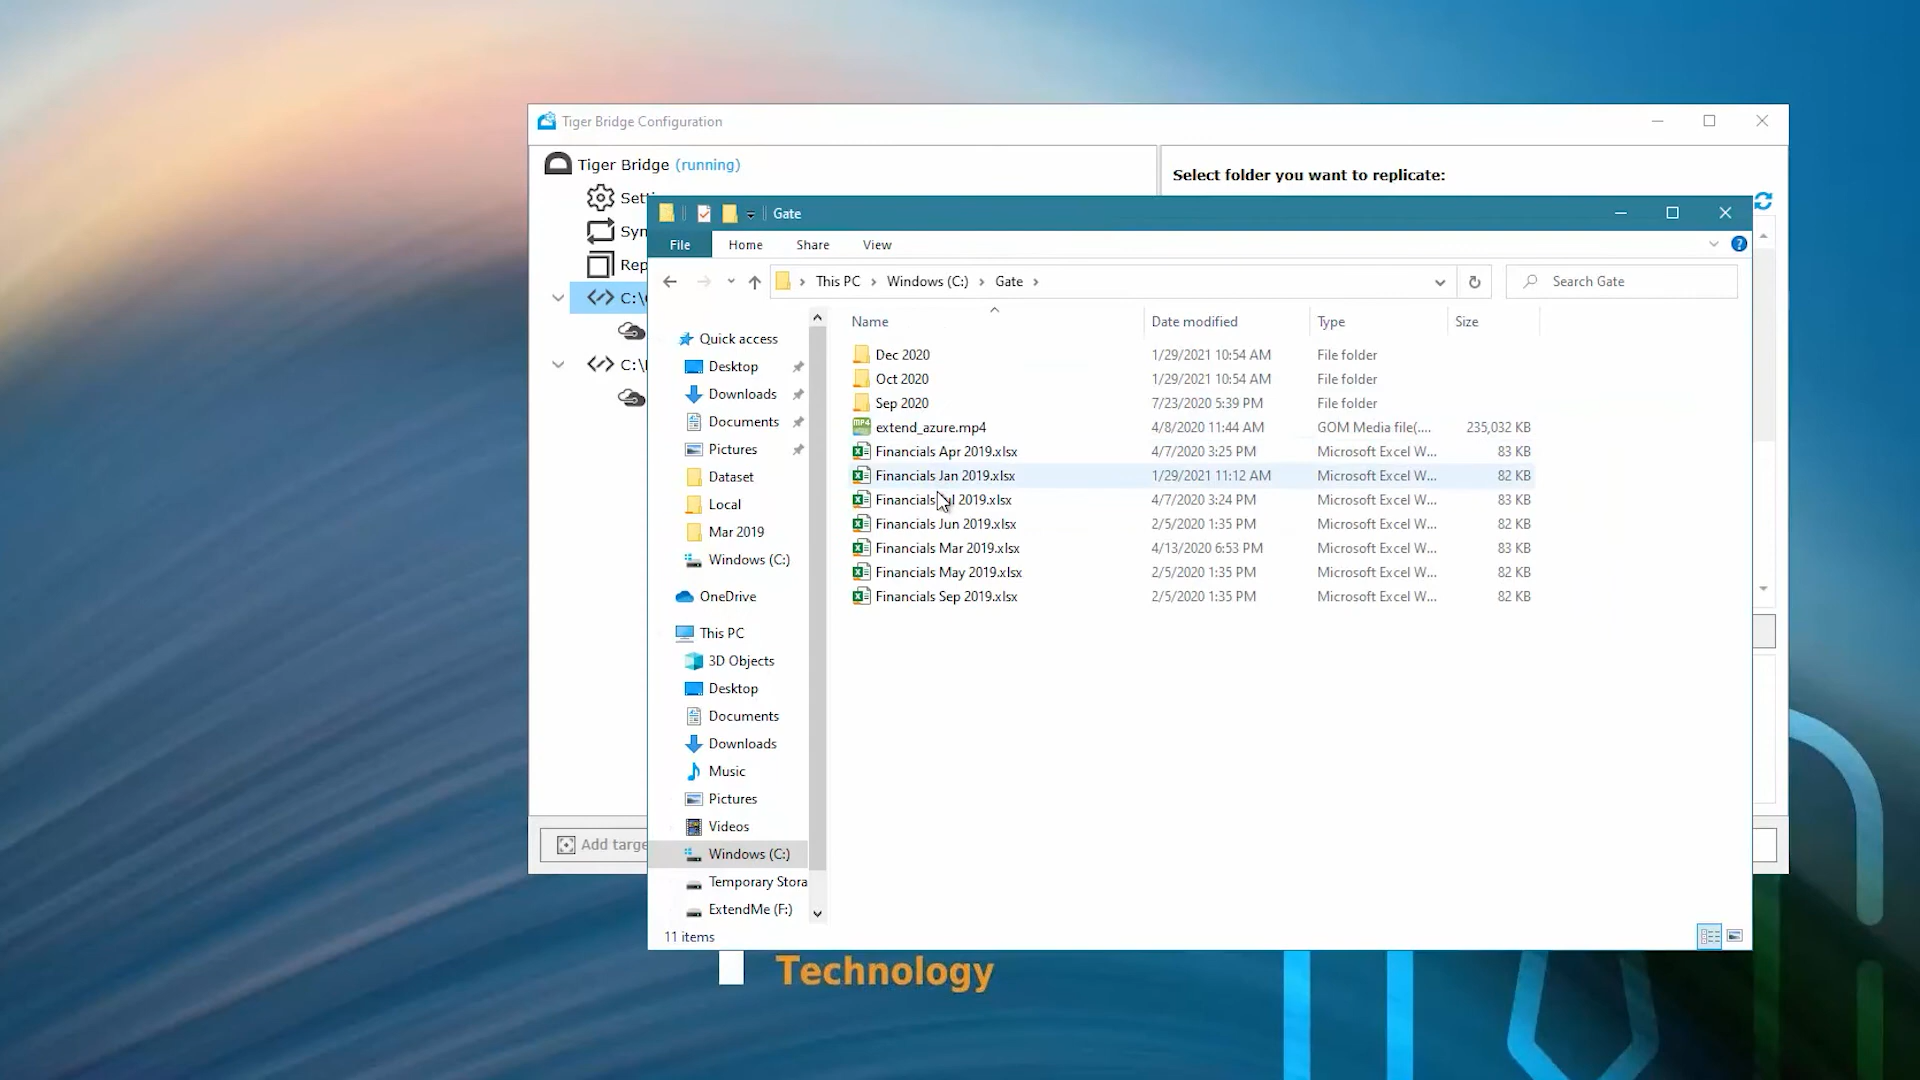 Tiger Bridge Configuration
Tiger Bridge (running)
Select folder you want to replicate:
Gate
File Home Share View
This PC > Windows (C:) > Gate >
Search Gate
Name Date modified Type Size
Quick access
Desktop
Downloads
Documents
Pictures
Dataset
Local
Mar 2019
Windows (C:)
OneDrive
This PC
3D Objects
Desktop
Documents
Downloads
Music
Pictures
Videos
Windows (C:)
Temporary Stora
ExtendMe (F:)
Dec 2020 1/29/2021 10:54 AM File folder
Oct 2020 1/29/2021 10:54 AM File folder
Sep 2020 7/23/2020 5:39 PM File folder
extend_azure.mp4 4/8/2020 11:44 AM GOM Media file(.... 235,032 KB
Financials Apr 2019.xlsx 4/7/2020 3:25 PM Microsoft Excel W... 83 KB
Financials Jan 2019.xlsx 1/29/2021 11:12 AM Microsoft Excel W... 82 KB
Financials Jul 2019.xlsx 4/7/2020 3:24 PM Microsoft Excel W... 83 KB
Financials Jun 2019.xlsx 2/5/2020 1:35 PM Microsoft Excel W... 82 KB
Financials Mar 2019.xlsx 4/13/2020 6:53 PM Microsoft Excel W... 83 KB
Financials May 2019.xlsx 2/5/2020 1:35 PM Microsoft Excel W... 82 KB
Financials Sep 2019.xlsx 2/5/2020 1:35 PM Microsoft Excel W... 82 KB
11 items
Add targe
Technology